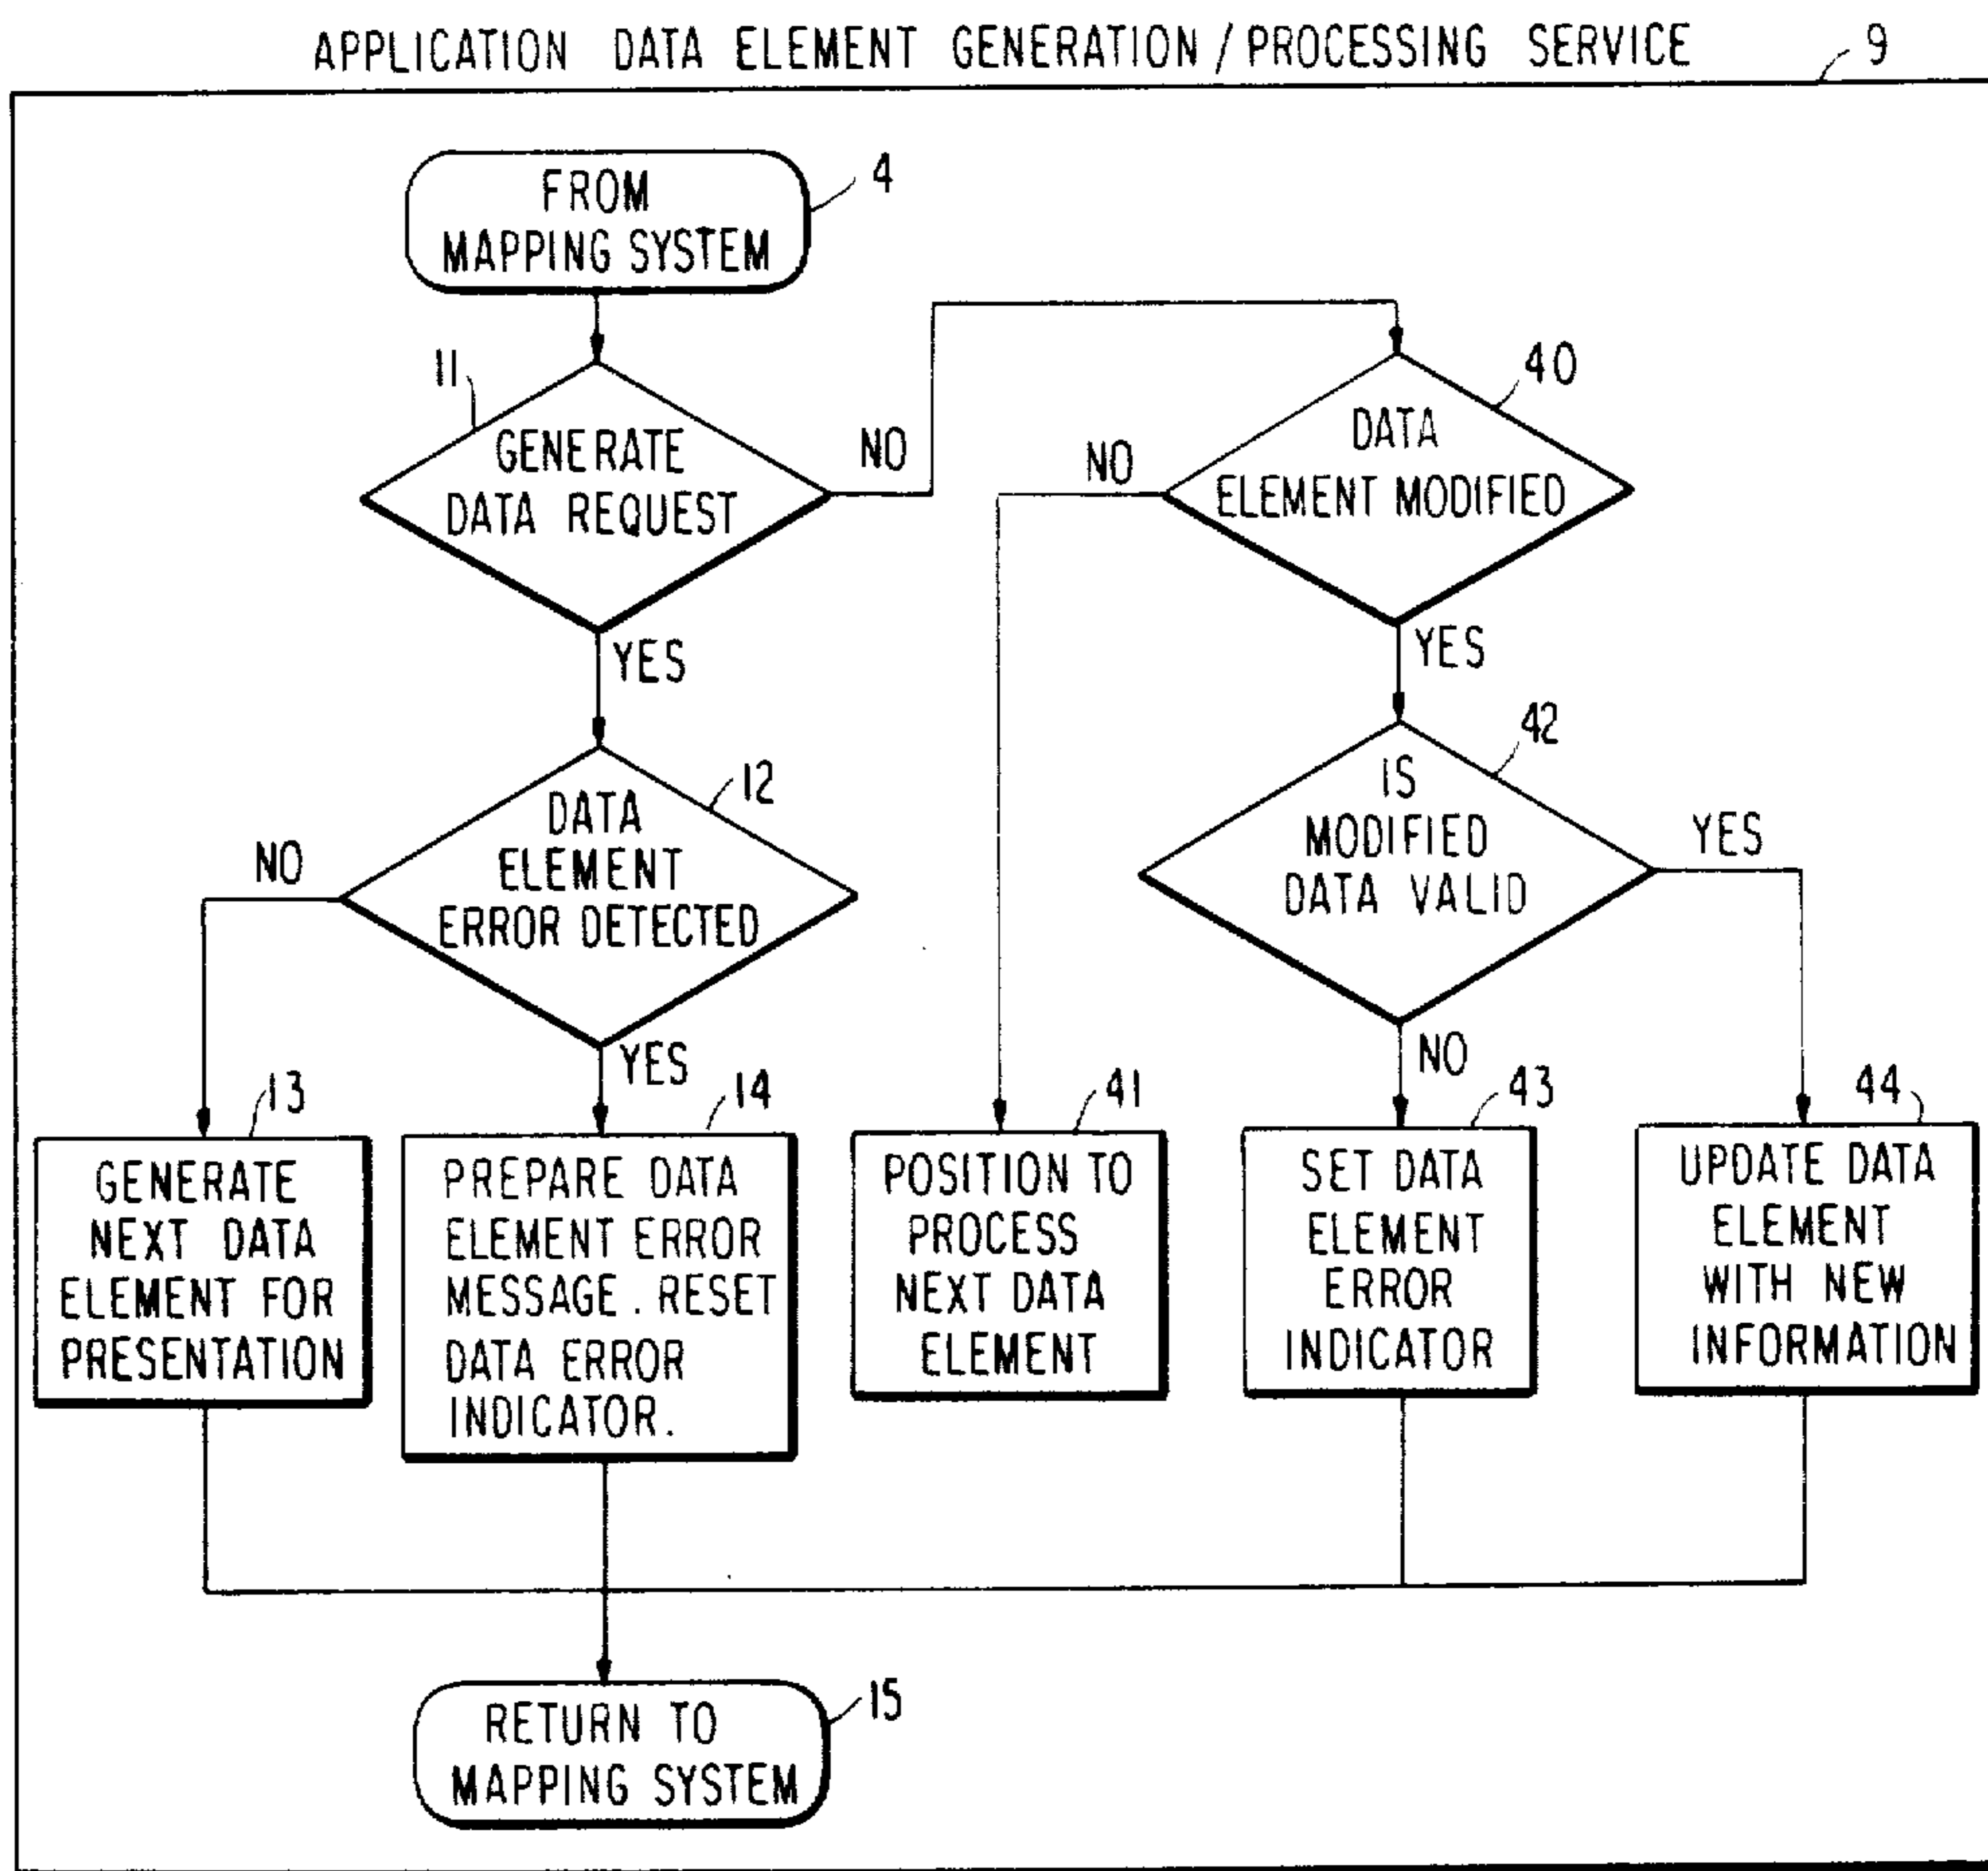 APPLICATION DATA ELEMENT GENERATION / PROCESSING SERVICE
9
FROM
MAPPING SYSTEM
4
11
GENERATE
DATA REQUEST
NO
YES
40
DATA
ELEMENT MODIFIED
NO
YES
12
DATA
ELEMENT
ERROR DETECTED
NO
YES
42
IS
MODIFIED
DATA VALID
YES
NO
13
GENERATE
NEXT DATA
ELEMENT FOR
PRESENTATION
14
PREPARE DATA
ELEMENT ERROR
MESSAGE. RESET
DATA ERROR
INDICATOR.
41
POSITION TO
PROCESS
NEXT DATA
ELEMENT
43
SET DATA
ELEMENT
ERROR
INDICATOR
44
UPDATE DATA
ELEMENT
WITH NEW
INFORMATION
RETURN TO
MAPPING SYSTEM
15